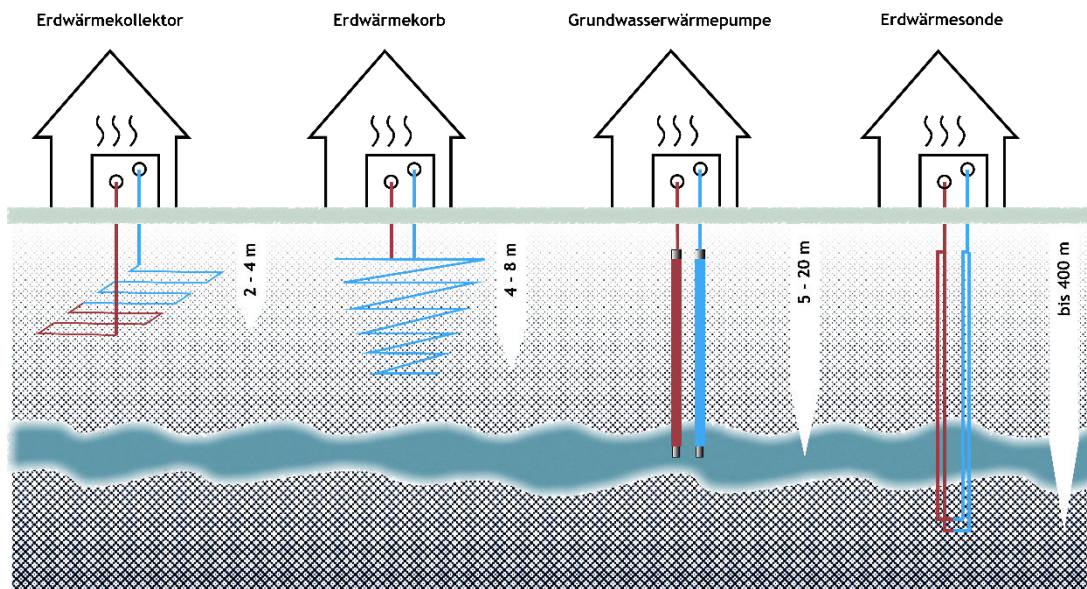 Erdwärmekollektor
Erdwärmekorb
Grundwasserwärmepumpe
Erdwärmesonde
2 - 4 m
4 - 8 m
5 - 20 m
bis 400 m